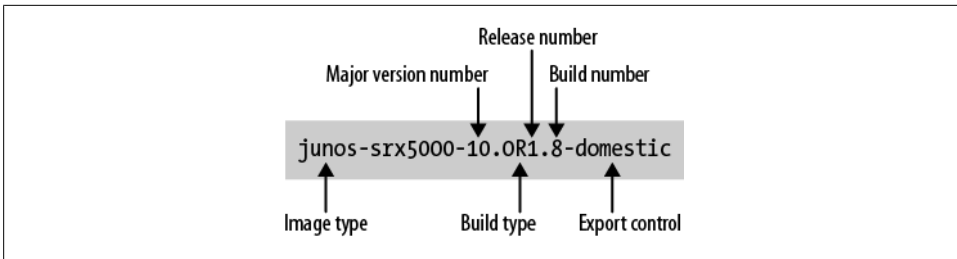 Release number
Major version number Build number
junos-srx5000-10.0R1.8-domestic
Image type Build type Export control